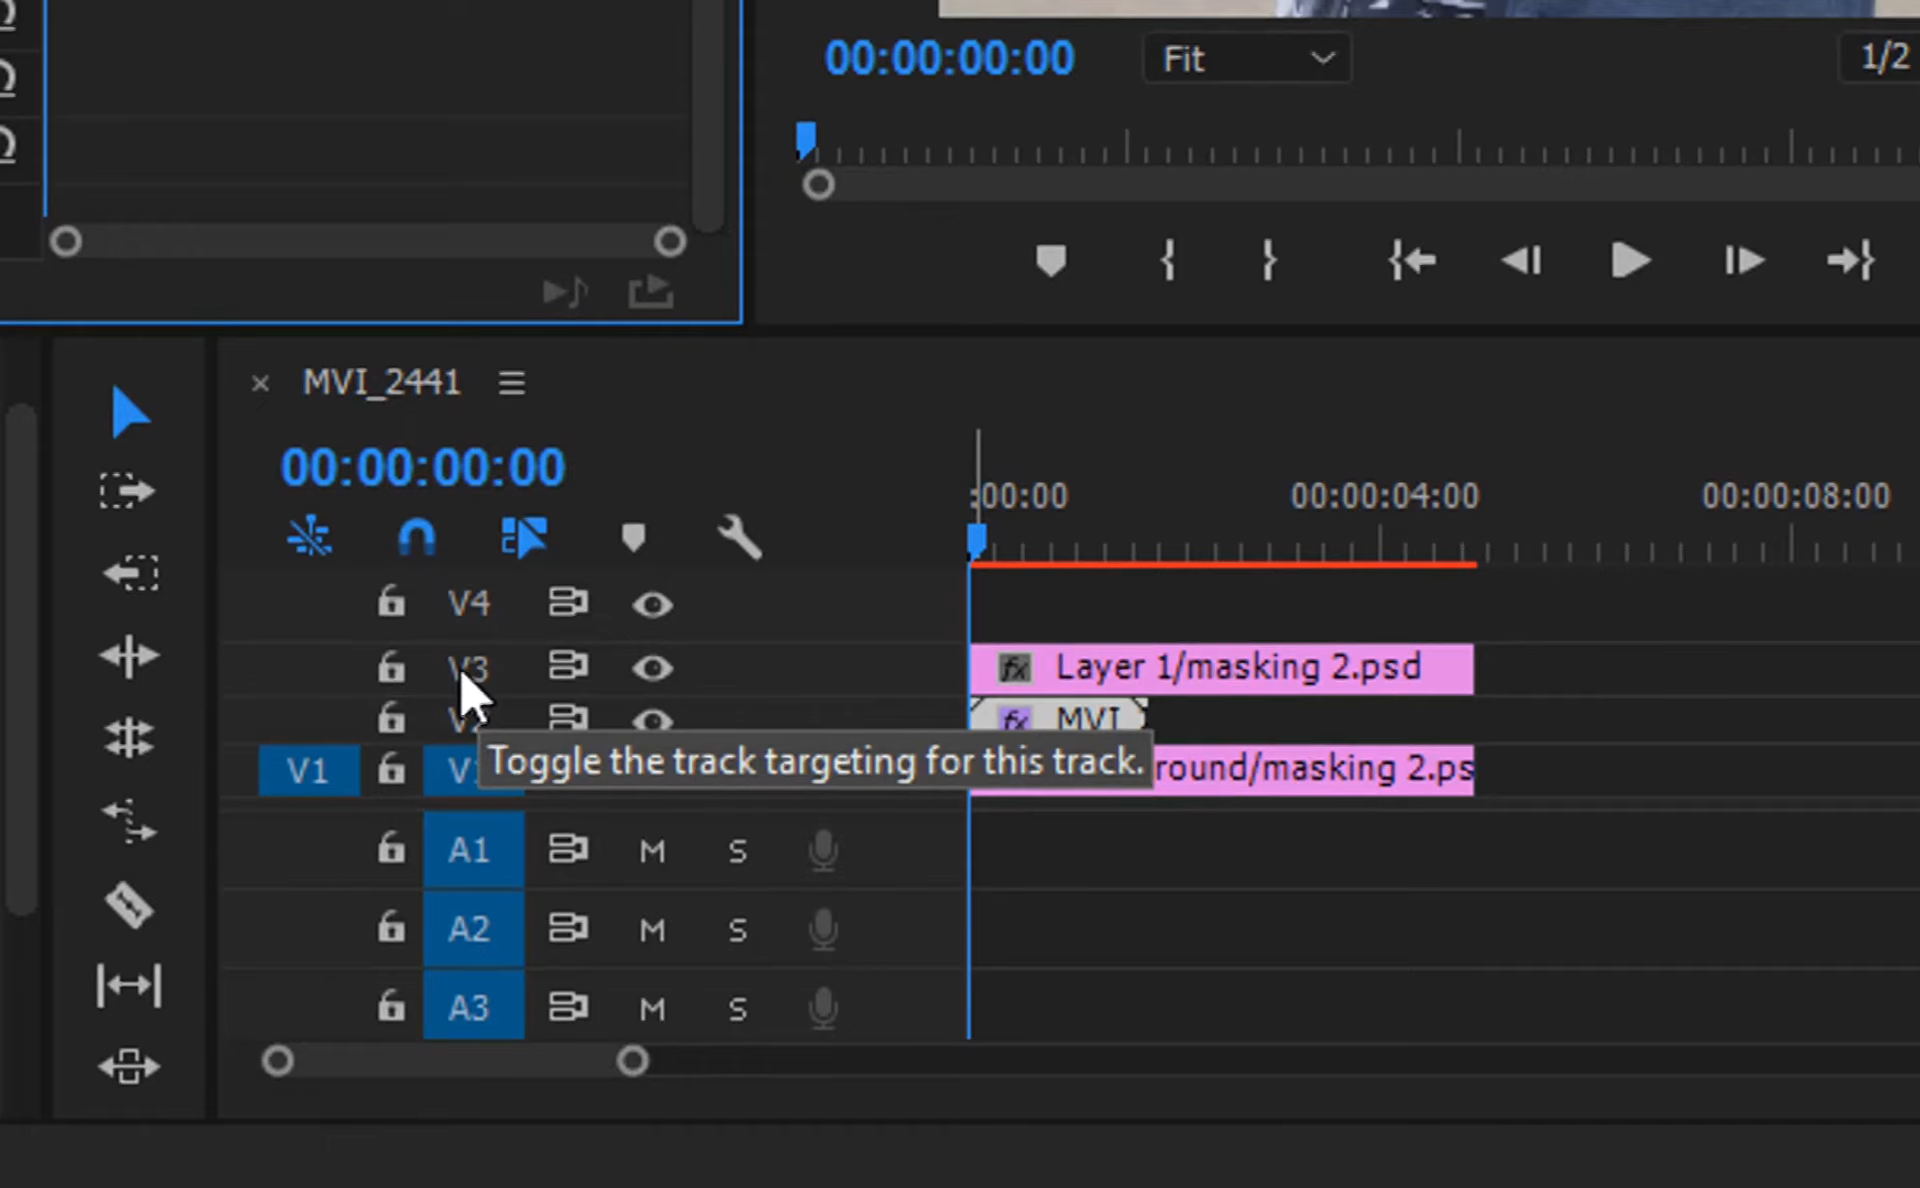 00:00:00:00
Fit
1/2
MVI_2441
00:00:00:00
:00:00
00:00:04:00
00:00:08:00
V4
V3
fx Layer 1/masking 2.psd
fx MVI
V1
Toggle the track targeting for this track.
round/masking 2.ps
A1 M S
A2 M S
A3 M S